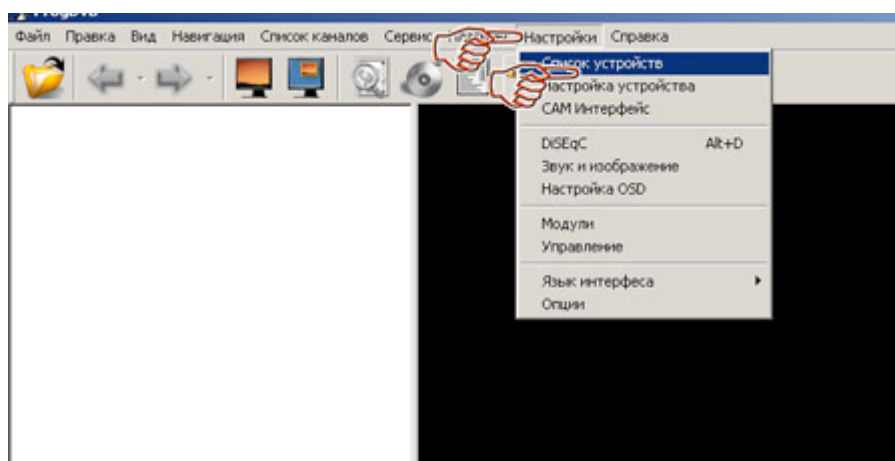 ProgDVB
Файл Правка Вид Навигация Список каналов Сервис Настройки Справка
Список устройств
Настройка устройства
CAM Интерфейс
DiSEqC Alt+D
Звук и изображение
Настройка OSD
Модули
Управление
Язык интерфеса
Опции